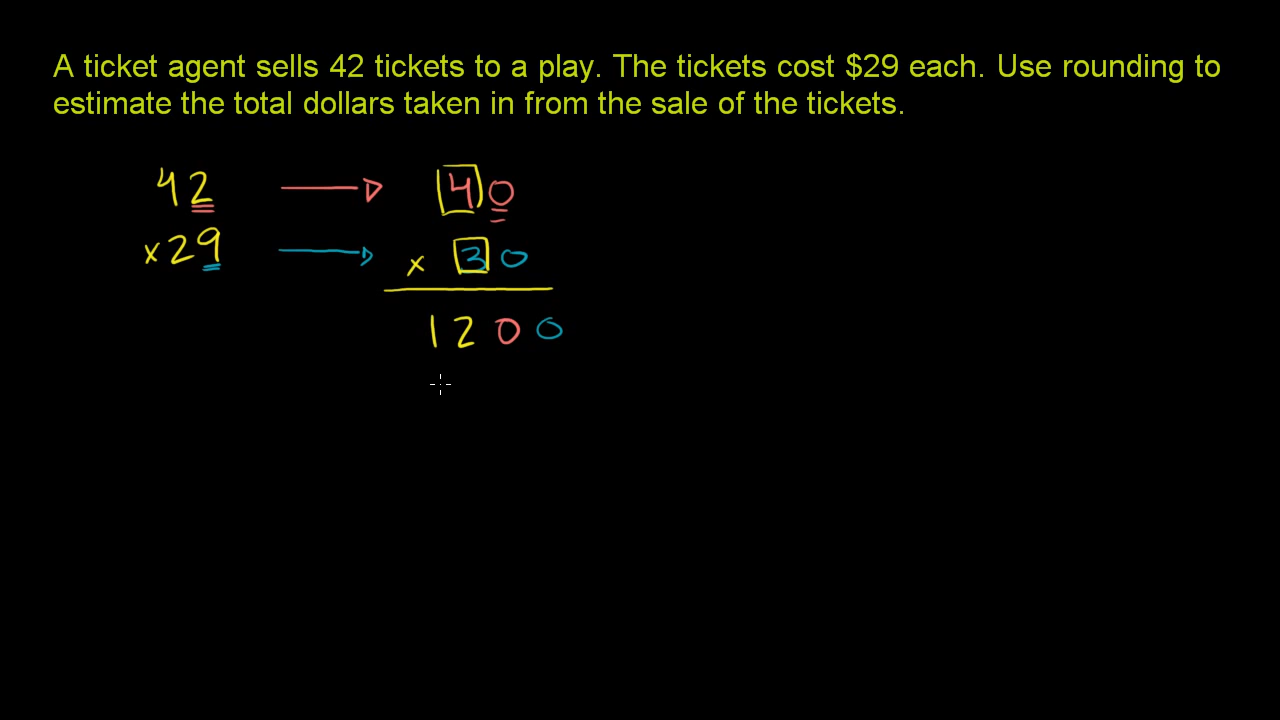 A ticket agent sells 42 tickets to a play. The tickets cost $29 each. Use rounding to
estimate the total dollars taken in from the sale of the tickets.
42 40
x 29 x 30
1200